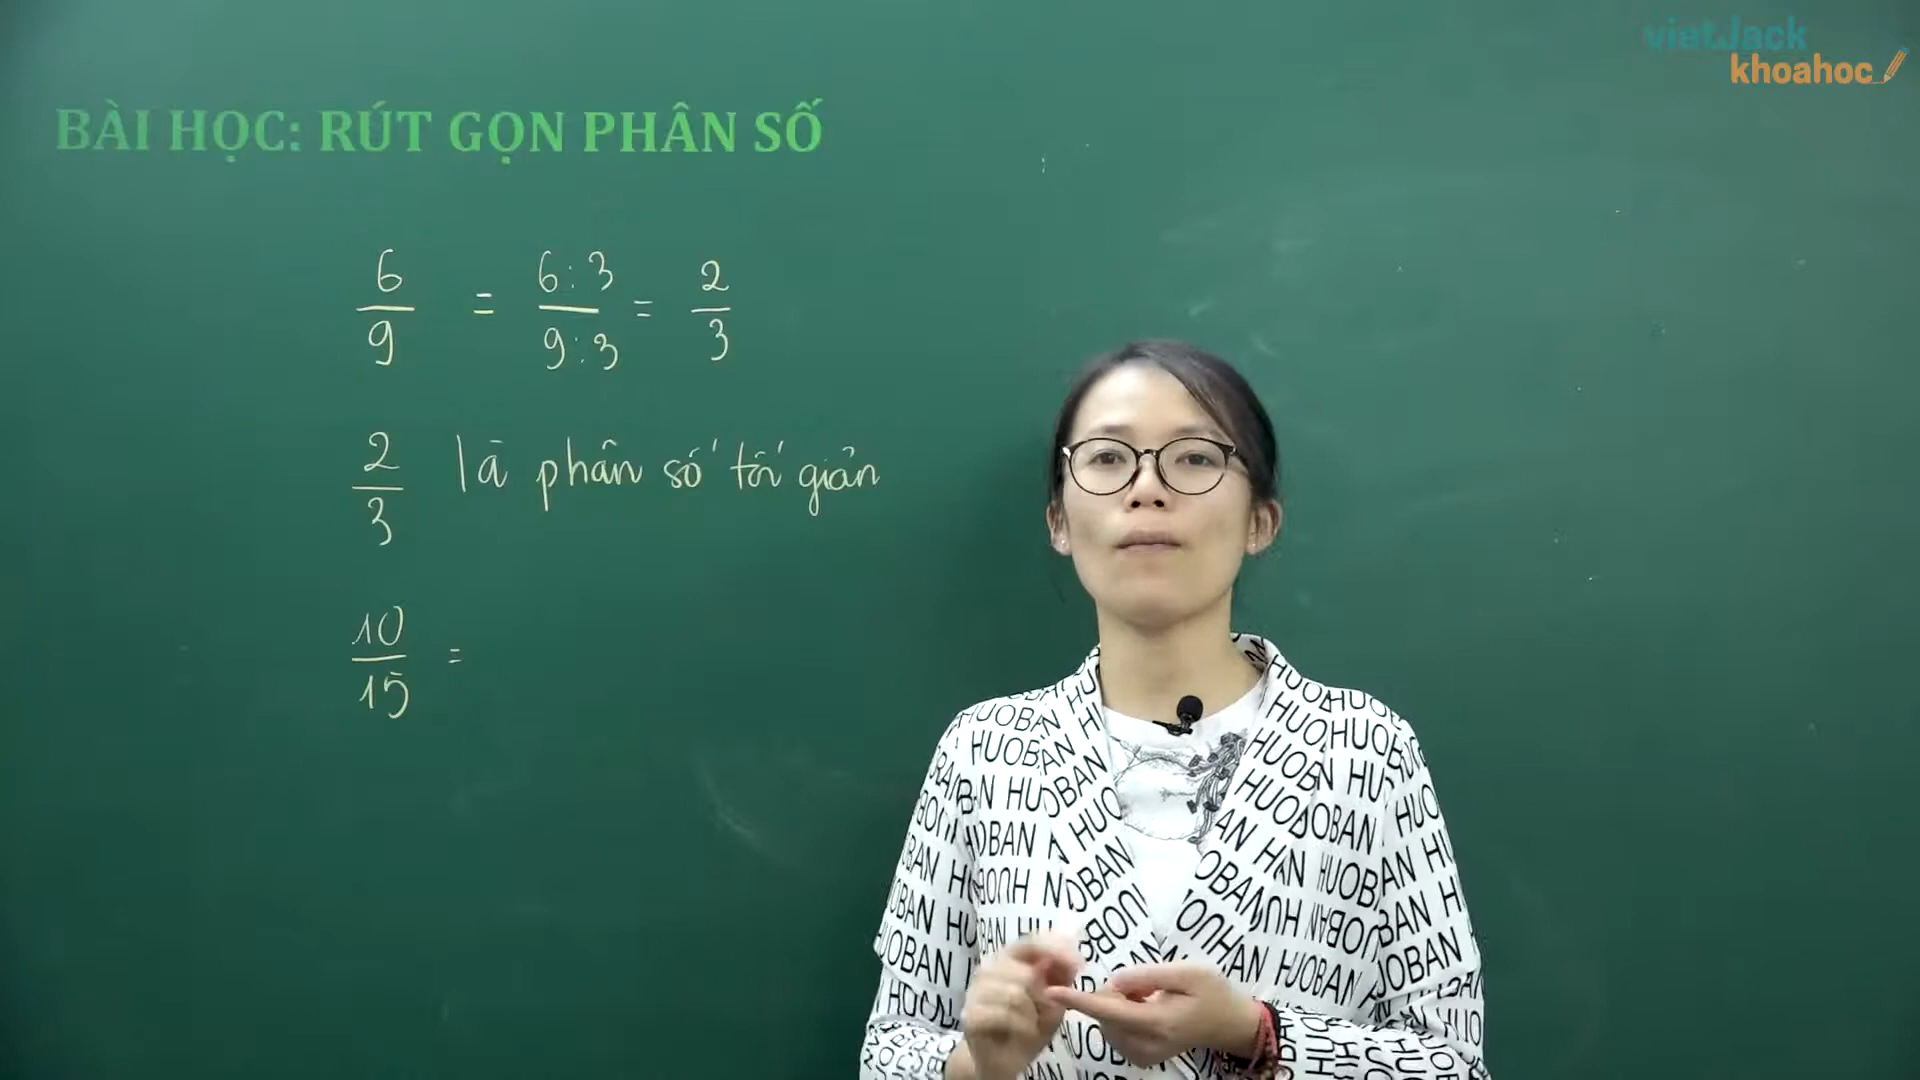 vietJack
khoahoc
BÀI HỌC: RÚT GỌN PHÂN SỐ
6/9 = 6:3/9:3 = 2/3
2/3 là phân số tối giản
10/15 =
HUOBAN